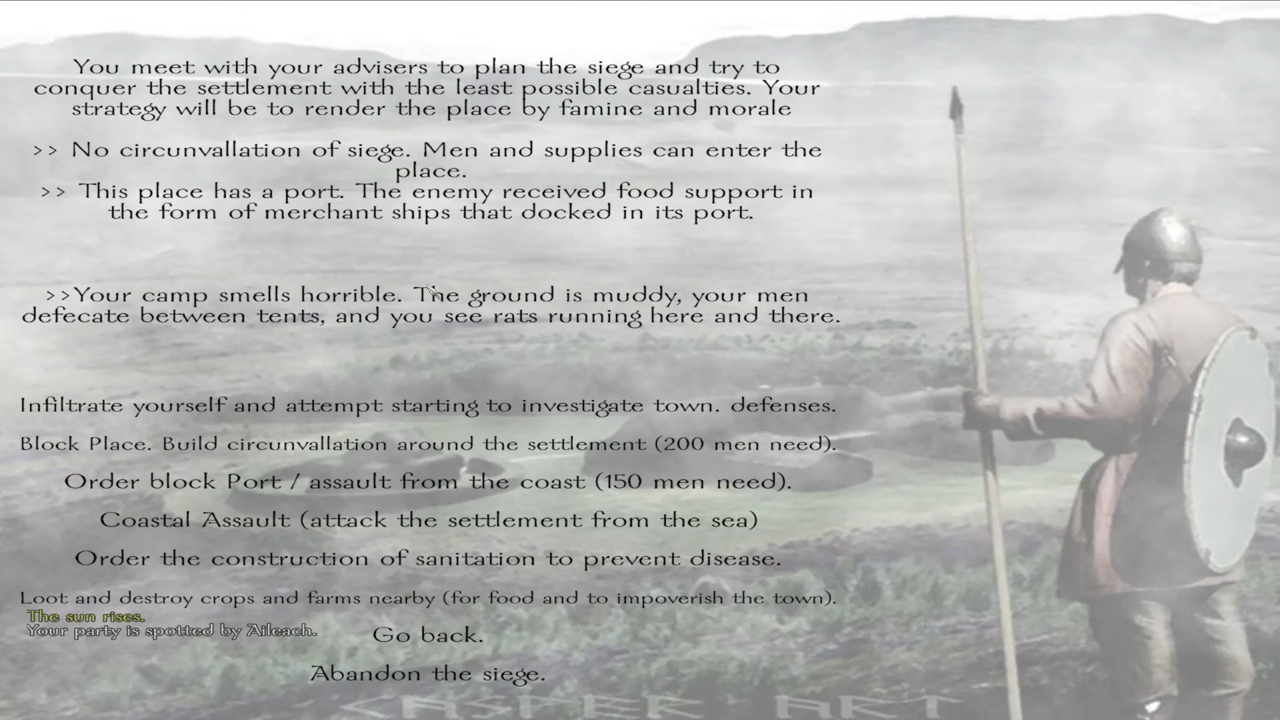 You meet with your advisers to plan the siege and try to
conquer the settlement with the least possible casualties. Your
strategy will be to render the place by famine and morale
>> No circunvallation of siege. Men and supplies can enter the
place.
>> This place has a port. The enemy received food support in
the form of merchant ships that docked in its port.
>>Your camp smells horrible. The ground is muddy, your men
defecate between tents, and you see rats running here and there.
Infiltrate yourself and attempt starting to investigate town. defenses.
Block Place. Build circunvallation around the settlement (200 men need).
Order block Port / assault from the coast (150 men need).
Coastal Assault (attack the settlement from the sea)
Order the construction of sanitation to prevent disease.
Loot and destroy crops and farms nearby (for food and to impoverish the town).
The sun rises.
Your party is spotted by Aileach.
Go back.
Abandon the siege.
CASPER ART